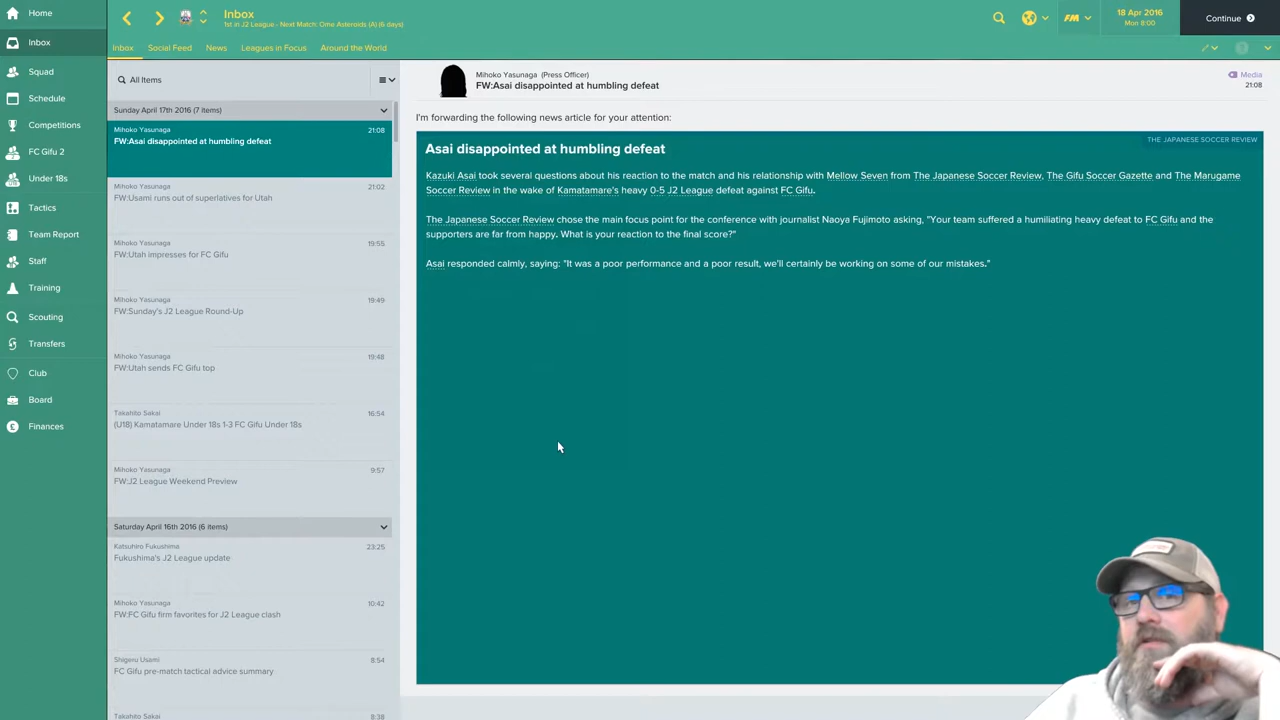 Home
Inbox
Squad
Schedule
Competitions
FC Gifu 2
Under 18s
Tactics
Team Report
Staff
Training
Scouting
Transfers
Club
Board
Finances
Inbox
1st in J2 League - Next Match: Ome Asteroids (A) (6 days)
FM
18 Apr 2016
Mon 8:00
Continue
Inbox
Social Feed
News
Leagues in Focus
Around the World
All Items
Sunday April 17th 2016 (7 items)
Mihoko Yasunaga 21:08
FW:Asai disappointed at humbling defeat
Mihoko Yasunaga 21:02
FW:Usami runs out of superlatives for Utah
Mihoko Yasunaga 19:55
FW:Utah impresses for FC Gifu
Mihoko Yasunaga 19:49
FW:Sunday's J2 League Round-Up
Mihoko Yasunaga 19:48
FW:Utah sends FC Gifu top
Takahito Sakai 16:54
(U18) Kamatamare Under 18s 1-3 FC Gifu Under 18s
Mihoko Yasunaga 9:57
FW:J2 League Weekend Preview
Saturday April 16th 2016 (6 items)
Katsuhiro Fukushima 23:25
Fukushima's J2 League update
Mihoko Yasunaga 10:42
FW:FC Gifu firm favorites for J2 League clash
Shigeru Usami 8:54
FC Gifu pre-match tactical advice summary
Takahito Sakai 8:38
Mihoko Yasunaga (Press Officer)
FW:Asai disappointed at humbling defeat
Media
21:08
I'm forwarding the following news article for your attention:
THE JAPANESE SOCCER REVIEW
Asai disappointed at humbling defeat
Kazuki Asai took several questions about his reaction to the match and his relationship with Mellow Seven from The Japanese Soccer Review, The Gifu Soccer Gazette and The Marugame
Soccer Review in the wake of Kamatamare's heavy 0-5 J2 League defeat against FC Gifu.
The Japanese Soccer Review chose the main focus point for the conference with journalist Naoya Fujimoto asking, "Your team suffered a humiliating heavy defeat to FC Gifu and the
supporters are far from happy. What is your reaction to the final score?"
Asai responded calmly, saying: "It was a poor performance and a poor result, we'll certainly be working on some of our mistakes."